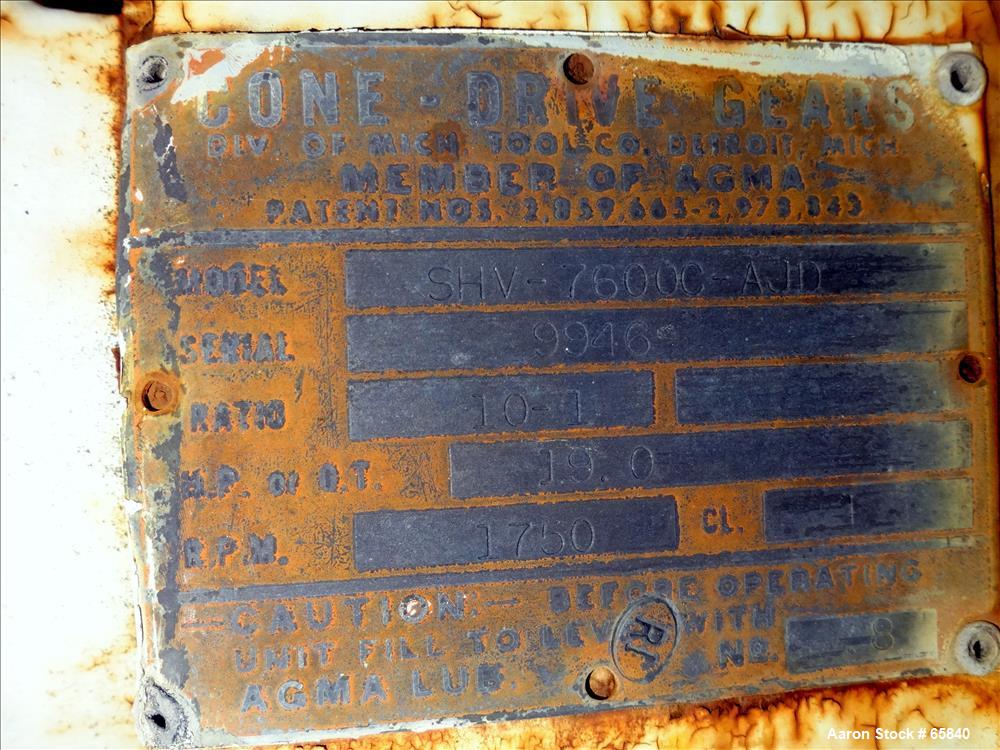 CONE-DRIVE GEARS
DIV. OF MICH. TOOL CO. DETROIT, MICH.
MEMBER OF AGMA
PATENT NOS. 2,859,665-2,973,843
MODEL SHV-7600C-AJD
SERIAL 9946
RATIO 10-1
H.P. or O.T. 19.0
R.P.M. 1750 CL. 1
—CAUTION— BEFORE OPERATING
UNIT FILL TO LEVEL WITH
AGMA LUB. NO. -8
Aaron Stock # 65840